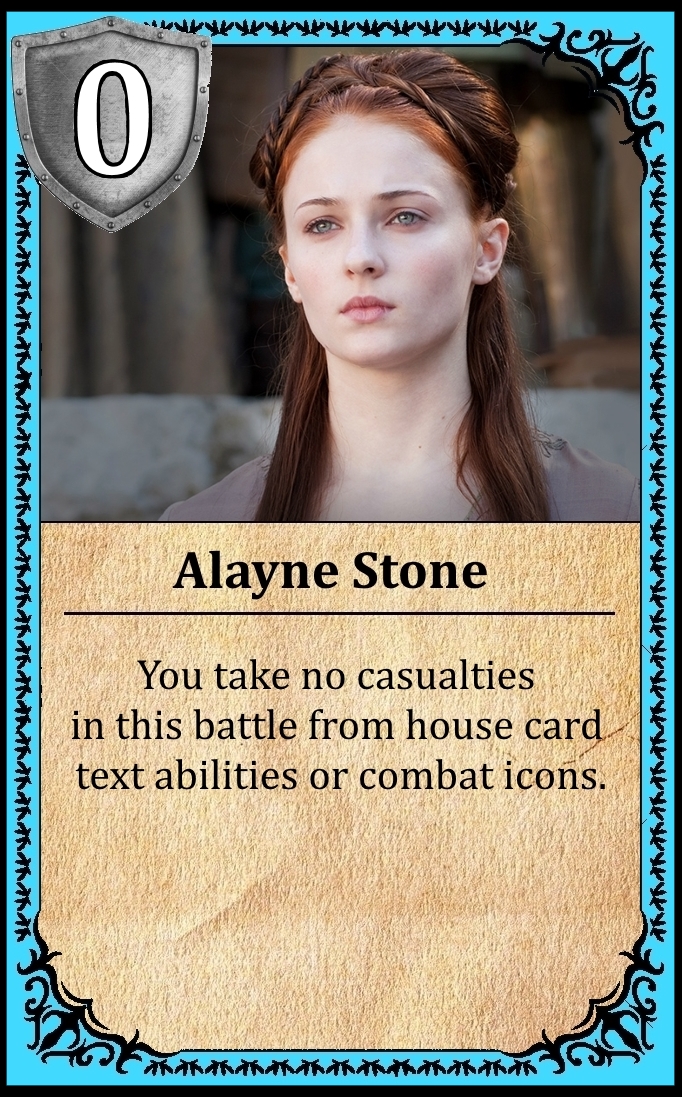 0
Alayne Stone
You take no casualties
in this battle from house card
text abilities or combat icons.